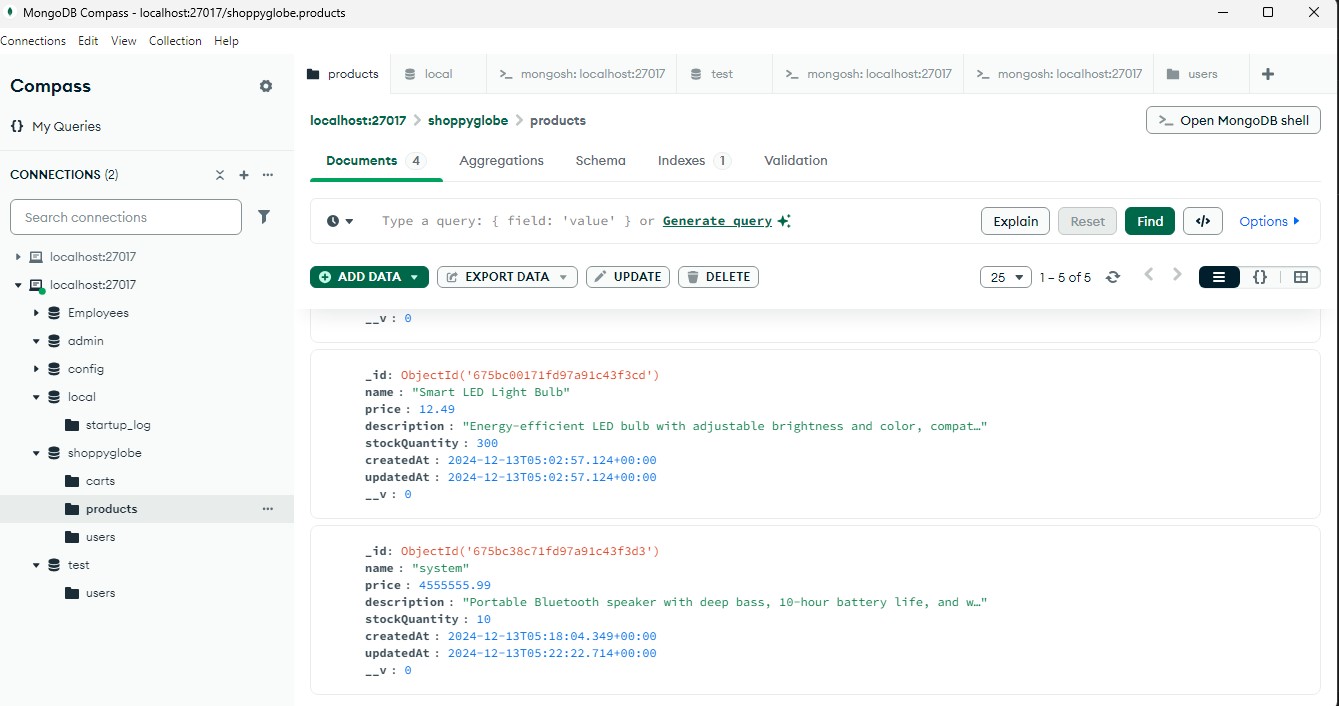 MongoDB Compass - localhost:27017/shoppyglobe.products
Connections Edit View Collection Help
Compass
{} My Queries
CONNECTIONS (2)
Search connections
localhost:27017
localhost:27017
Employees
admin
config
local
startup_log
shoppyglobe
carts
products
users
test
users
products local >_ mongosh: localhost:27017 test >_ mongosh: localhost:27017 >_ mongosh: localhost:27017 users +
localhost:27017 > shoppyglobe > products
>_ Open MongoDB shell
Documents 4 Aggregations Schema Indexes 1 Validation
Type a query: { field: 'value' } or Generate query
Explain Reset Find </> Options
ADD DATA EXPORT DATA UPDATE DELETE
25 1 – 5 of 5 {}
__v : 0
_id: ObjectId('675bc00171fd97a91c43f3cd')
name : "Smart LED Light Bulb"
price : 12.49
description : "Energy-efficient LED bulb with adjustable brightness and color, compat…"
stockQuantity : 300
createdAt : 2024-12-13T05:02:57.124+00:00
updatedAt : 2024-12-13T05:02:57.124+00:00
__v : 0
_id: ObjectId('675bc38c71fd97a91c43f3d3')
name : "system"
price : 4555555.99
description : "Portable Bluetooth speaker with deep bass, 10-hour battery life, and w…"
stockQuantity : 10
createdAt : 2024-12-13T05:18:04.349+00:00
updatedAt : 2024-12-13T05:22:22.714+00:00
__v : 0